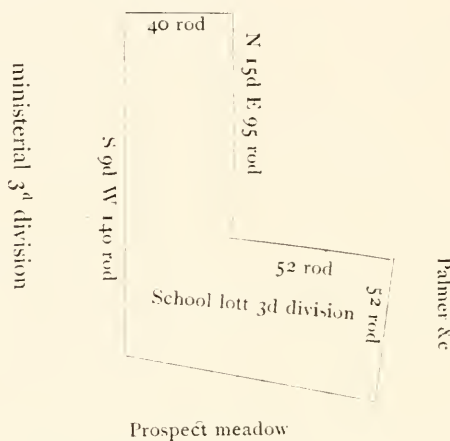 40 rod
N 15d E 95 rod
ministerial 3d division
S 9d W 140 rod
52 rod
52 rod
Palmer &c
School lott 3d division
Prospect meadow